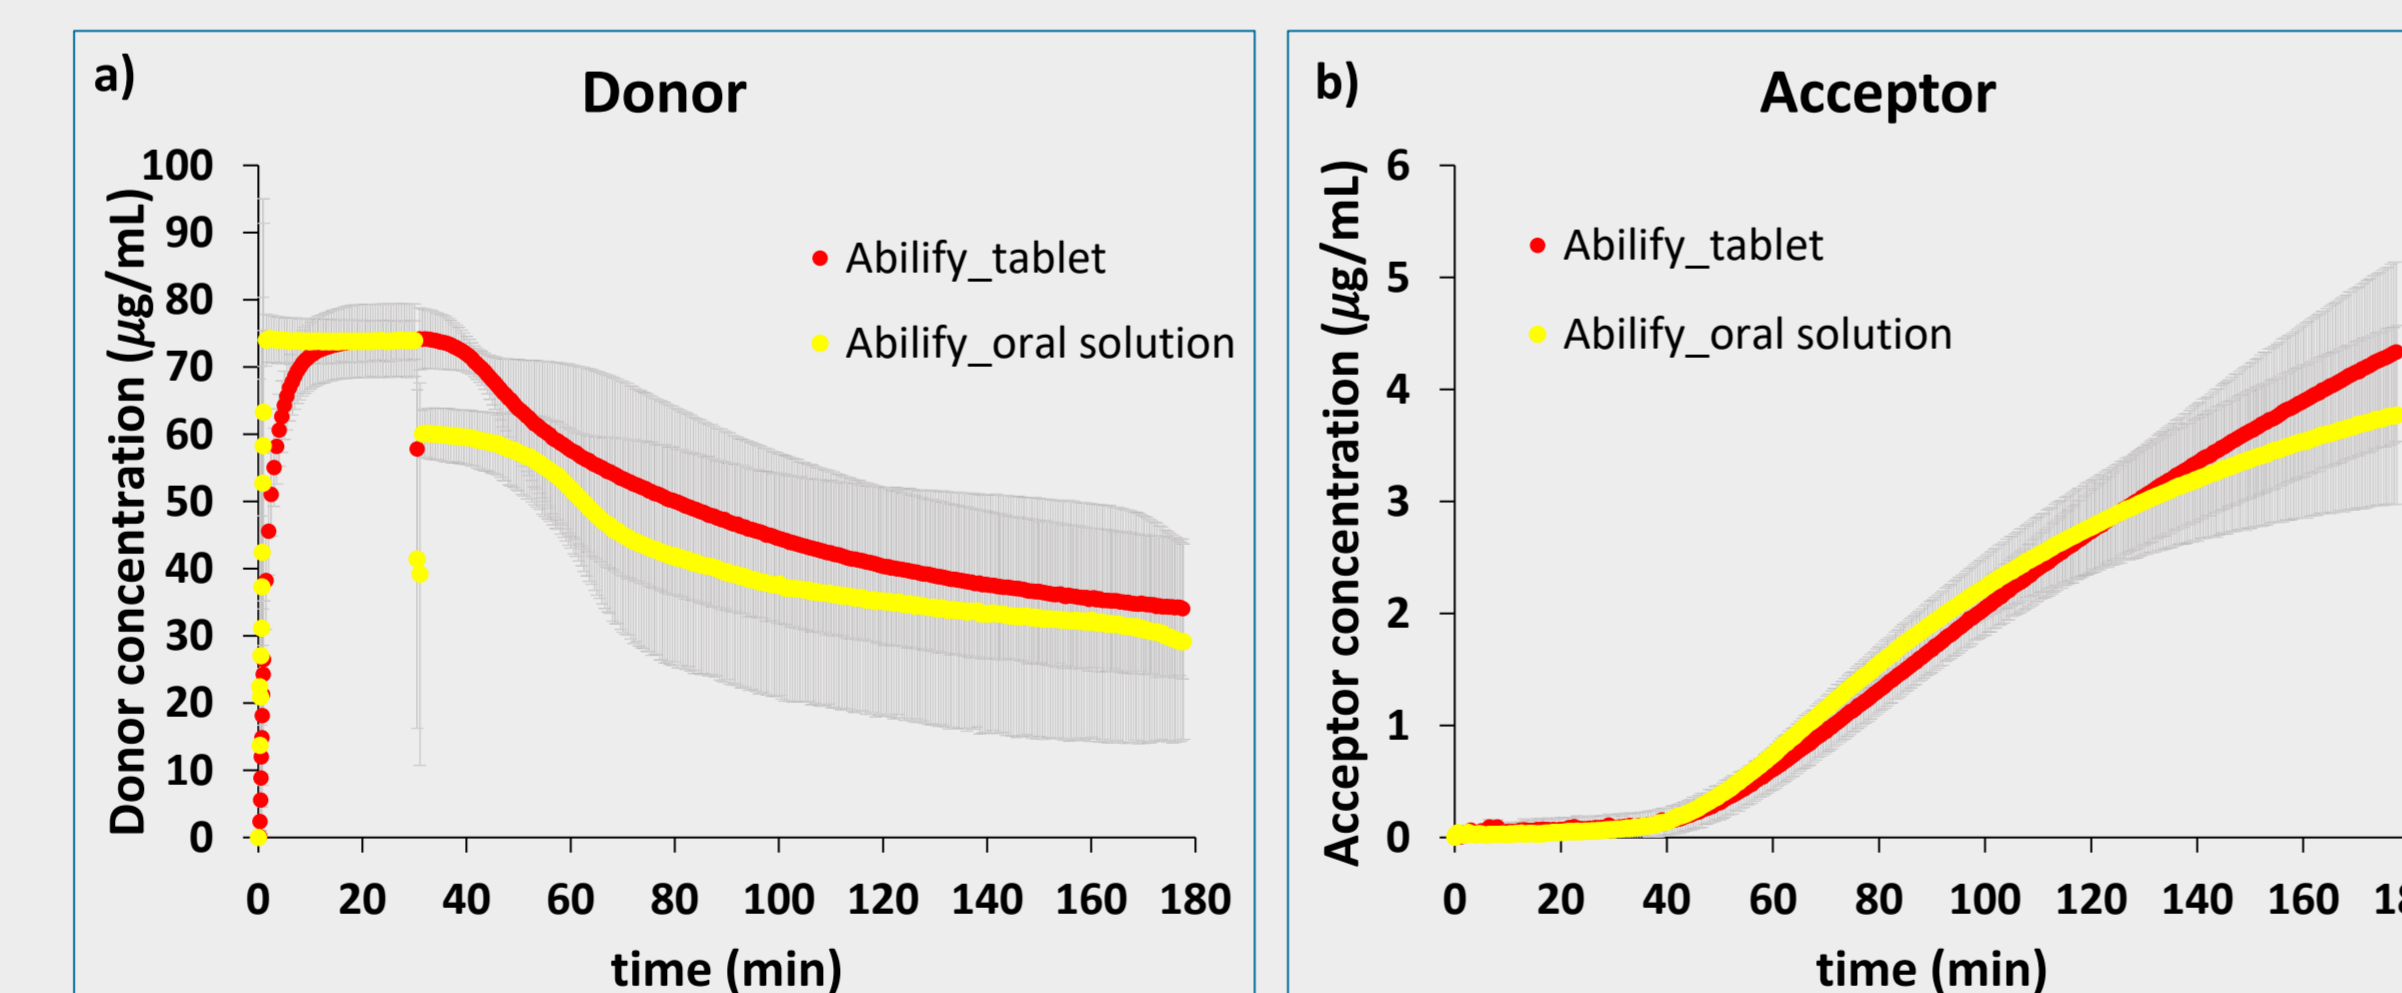 a)
Donor
Donor concentration (µg/mL)
100
90
80
70
60
50
40
30
20
10
0
Abilify_tablet
Abilify_oral solution
0 20 40 60 80 100 120 140 160 180
time (min)
b)
Acceptor
Acceptor concentration (µg/mL)
6
5
4
3
2
1
0
Abilify_tablet
Abilify_oral solution
0 20 40 60 80 100 120 140 160
time (min)